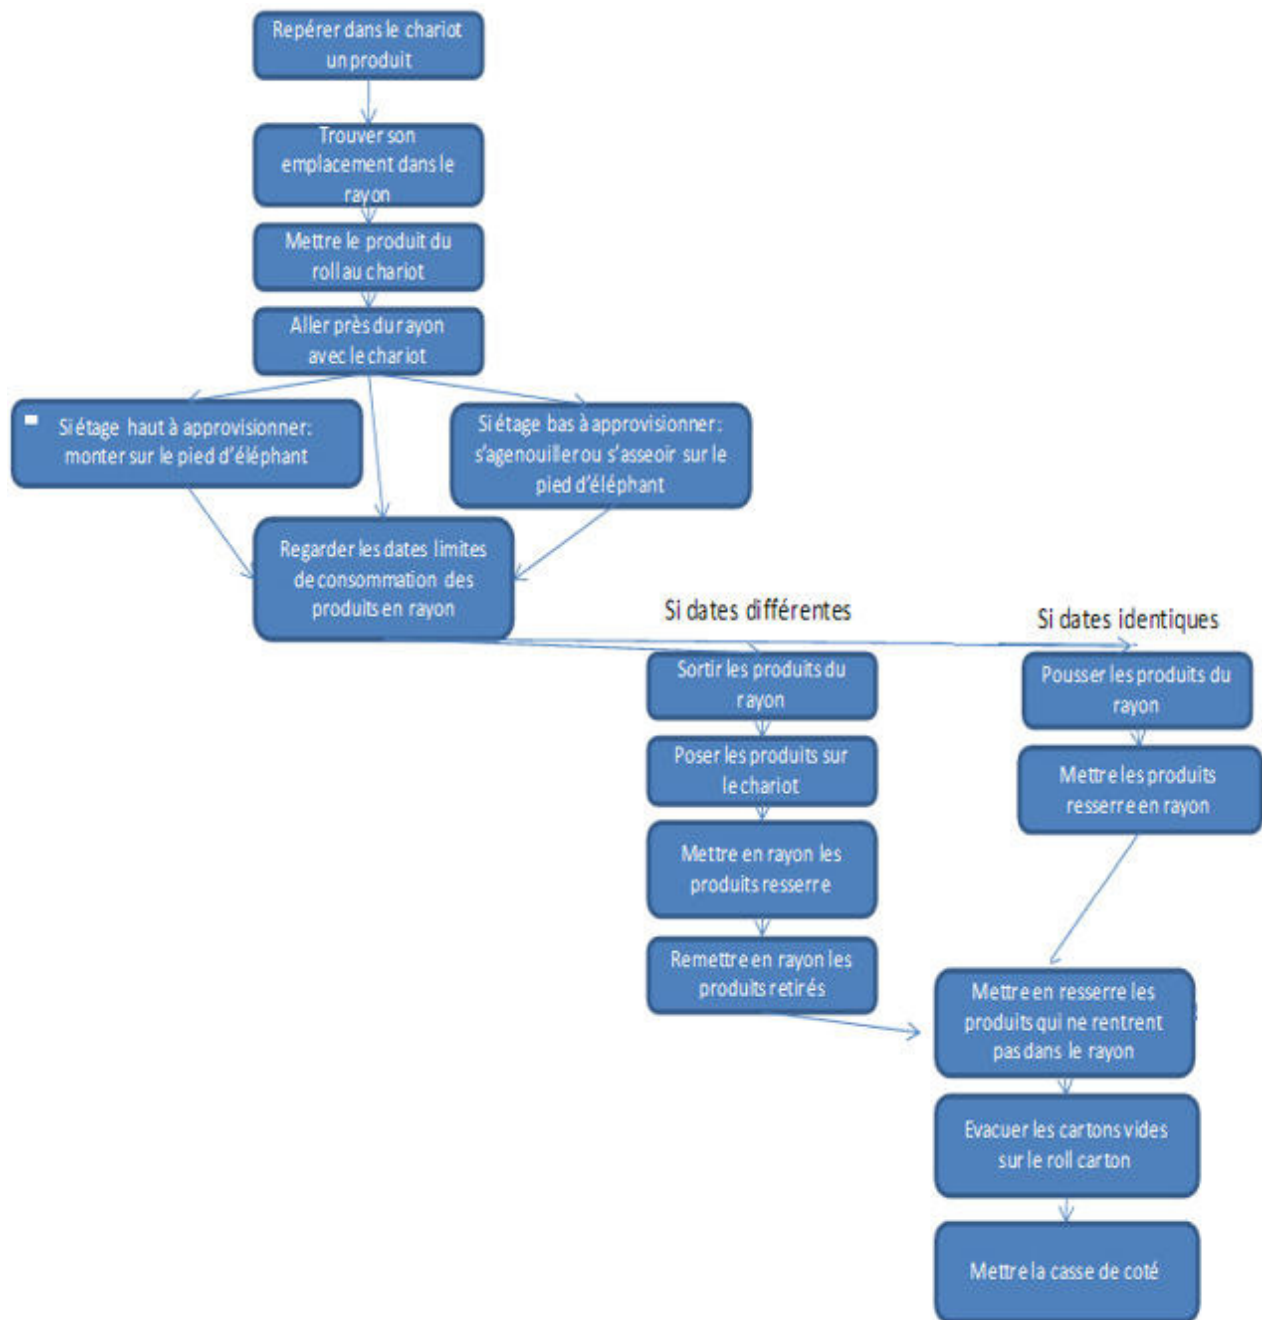 Repérer dans le chariot
un produit
Trouver son
emplacement dans le
rayon
Mettre le produit du
roll au chariot
Aller près du rayon
avec le chariot
Si étage haut à approvisionner:
monter sur le pied d'éléphant
Si étage bas à approvisionner:
s'agenouiller ou s'asseoir sur le
pied d'éléphant
Regarder les dates limites
de consommation des
produits en rayon
Si dates différentes
Sortir les produits du
rayon
Poser les produits sur
le chariot
Mettre en rayon les
produits resserre
Remettre en rayon les
produits retirés
Si dates identiques
Pousser les produits du
rayon
Mettre les produits
resserre en rayon
Mettre en resserre les
produits qui ne rentrent
pas dans le rayon
Evacuer les cartons vides
sur le roll carton
Mettre la casse de coté